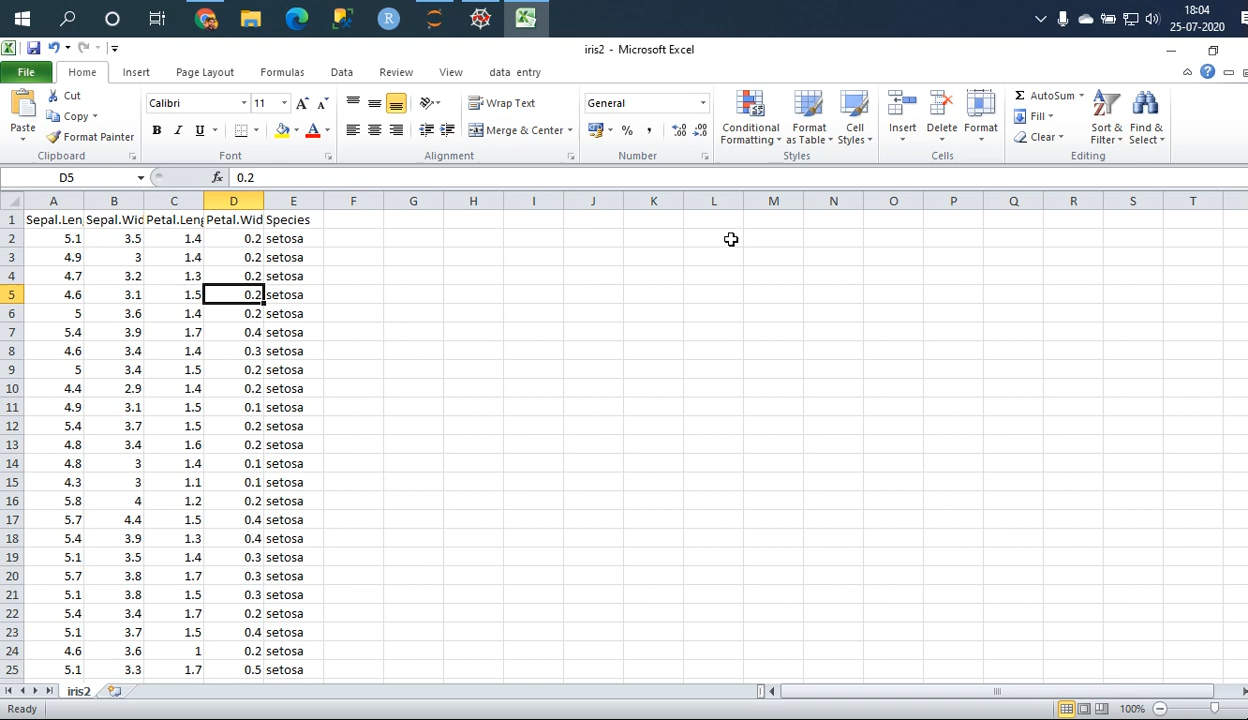 18:04
25-07-2020
iris2 - Microsoft Excel
File Home Insert Page Layout Formulas Data Review View data entry
Paste
Cut
Copy
Format Painter
Clipboard
Calibri 11
B I U
Font
Wrap Text
Merge & Center
Alignment
General
%
Number
Conditional Formatting
Format as Table
Cell Styles
Styles
Insert Delete Format
Cells
AutoSum
Fill
Clear
Sort & Filter
Find & Select
Editing
D5 fx 0.2
A B C D E F G H I J K L M N O P Q R S T
1 Sepal.Len Sepal.Wid Petal.Leng Petal.Wid Species
2 5.1 3.5 1.4 0.2 setosa
3 4.9 3 1.4 0.2 setosa
4 4.7 3.2 1.3 0.2 setosa
5 4.6 3.1 1.5 0.2 setosa
6 5 3.6 1.4 0.2 setosa
7 5.4 3.9 1.7 0.4 setosa
8 4.6 3.4 1.4 0.3 setosa
9 5 3.4 1.5 0.2 setosa
10 4.4 2.9 1.4 0.2 setosa
11 4.9 3.1 1.5 0.1 setosa
12 5.4 3.7 1.5 0.2 setosa
13 4.8 3.4 1.6 0.2 setosa
14 4.8 3 1.4 0.1 setosa
15 4.3 3 1.1 0.1 setosa
16 5.8 4 1.2 0.2 setosa
17 5.7 4.4 1.5 0.4 setosa
18 5.4 3.9 1.3 0.4 setosa
19 5.1 3.5 1.4 0.3 setosa
20 5.7 3.8 1.7 0.3 setosa
21 5.1 3.8 1.5 0.3 setosa
22 5.4 3.4 1.7 0.2 setosa
23 5.1 3.7 1.5 0.4 setosa
24 4.6 3.6 1 0.2 setosa
25 5.1 3.3 1.7 0.5 setosa
iris2
Ready 100%